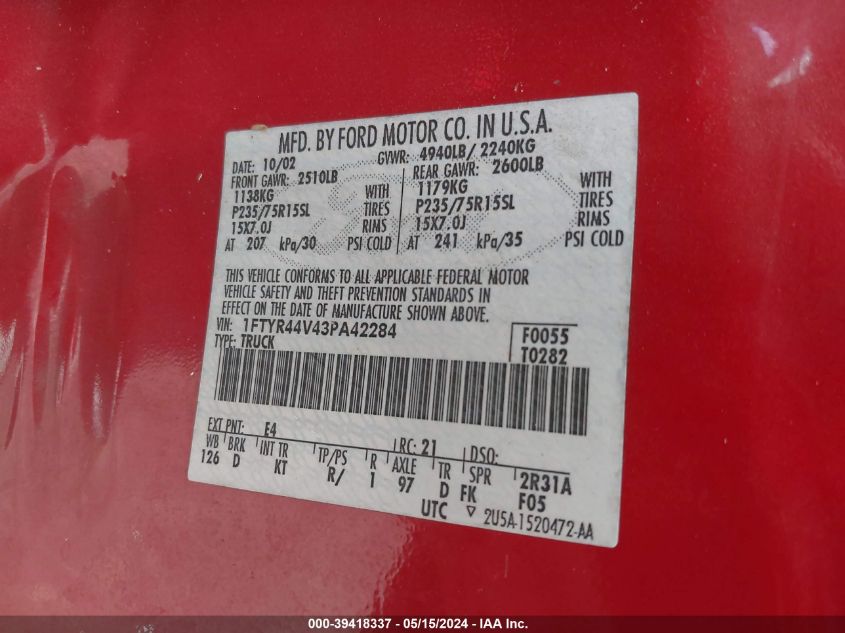 MFD. BY FORD MOTOR CO. IN U.S.A.
DATE: 10/02 GVWR: 4940LB/ 2240KG
FRONT GAWR: 2510LB REAR GAWR: 2600LB
1138KG WITH 1179KG WITH
P235/75R15SL TIRES P235/75R15SL TIRES
15X7.0J RIMS 15X7.0J RIMS
AT 207 kPa/30 PSI COLD AT 241 kPa/35 PSI COLD
THIS VEHICLE CONFORMS TO ALL APPLICABLE FEDERAL MOTOR
VEHICLE SAFETY AND THEFT PREVENTION STANDARDS IN
EFFECT ON THE DATE OF MANUFACTURE SHOWN ABOVE.
VIN: 1FTYR44V43PA42284 F0055
TYPE: TRUCK T0282
EXT PNT: E4 RC: 21 DSO:
WB BRK INT TR TP/PS R AXLE TR SPR 2R31A
126 D KT R/ 1 97 D FK F05
UTC ▽ 2U5A-1520472-AA
000-39418337 - 05/15/2024 - IAA Inc.